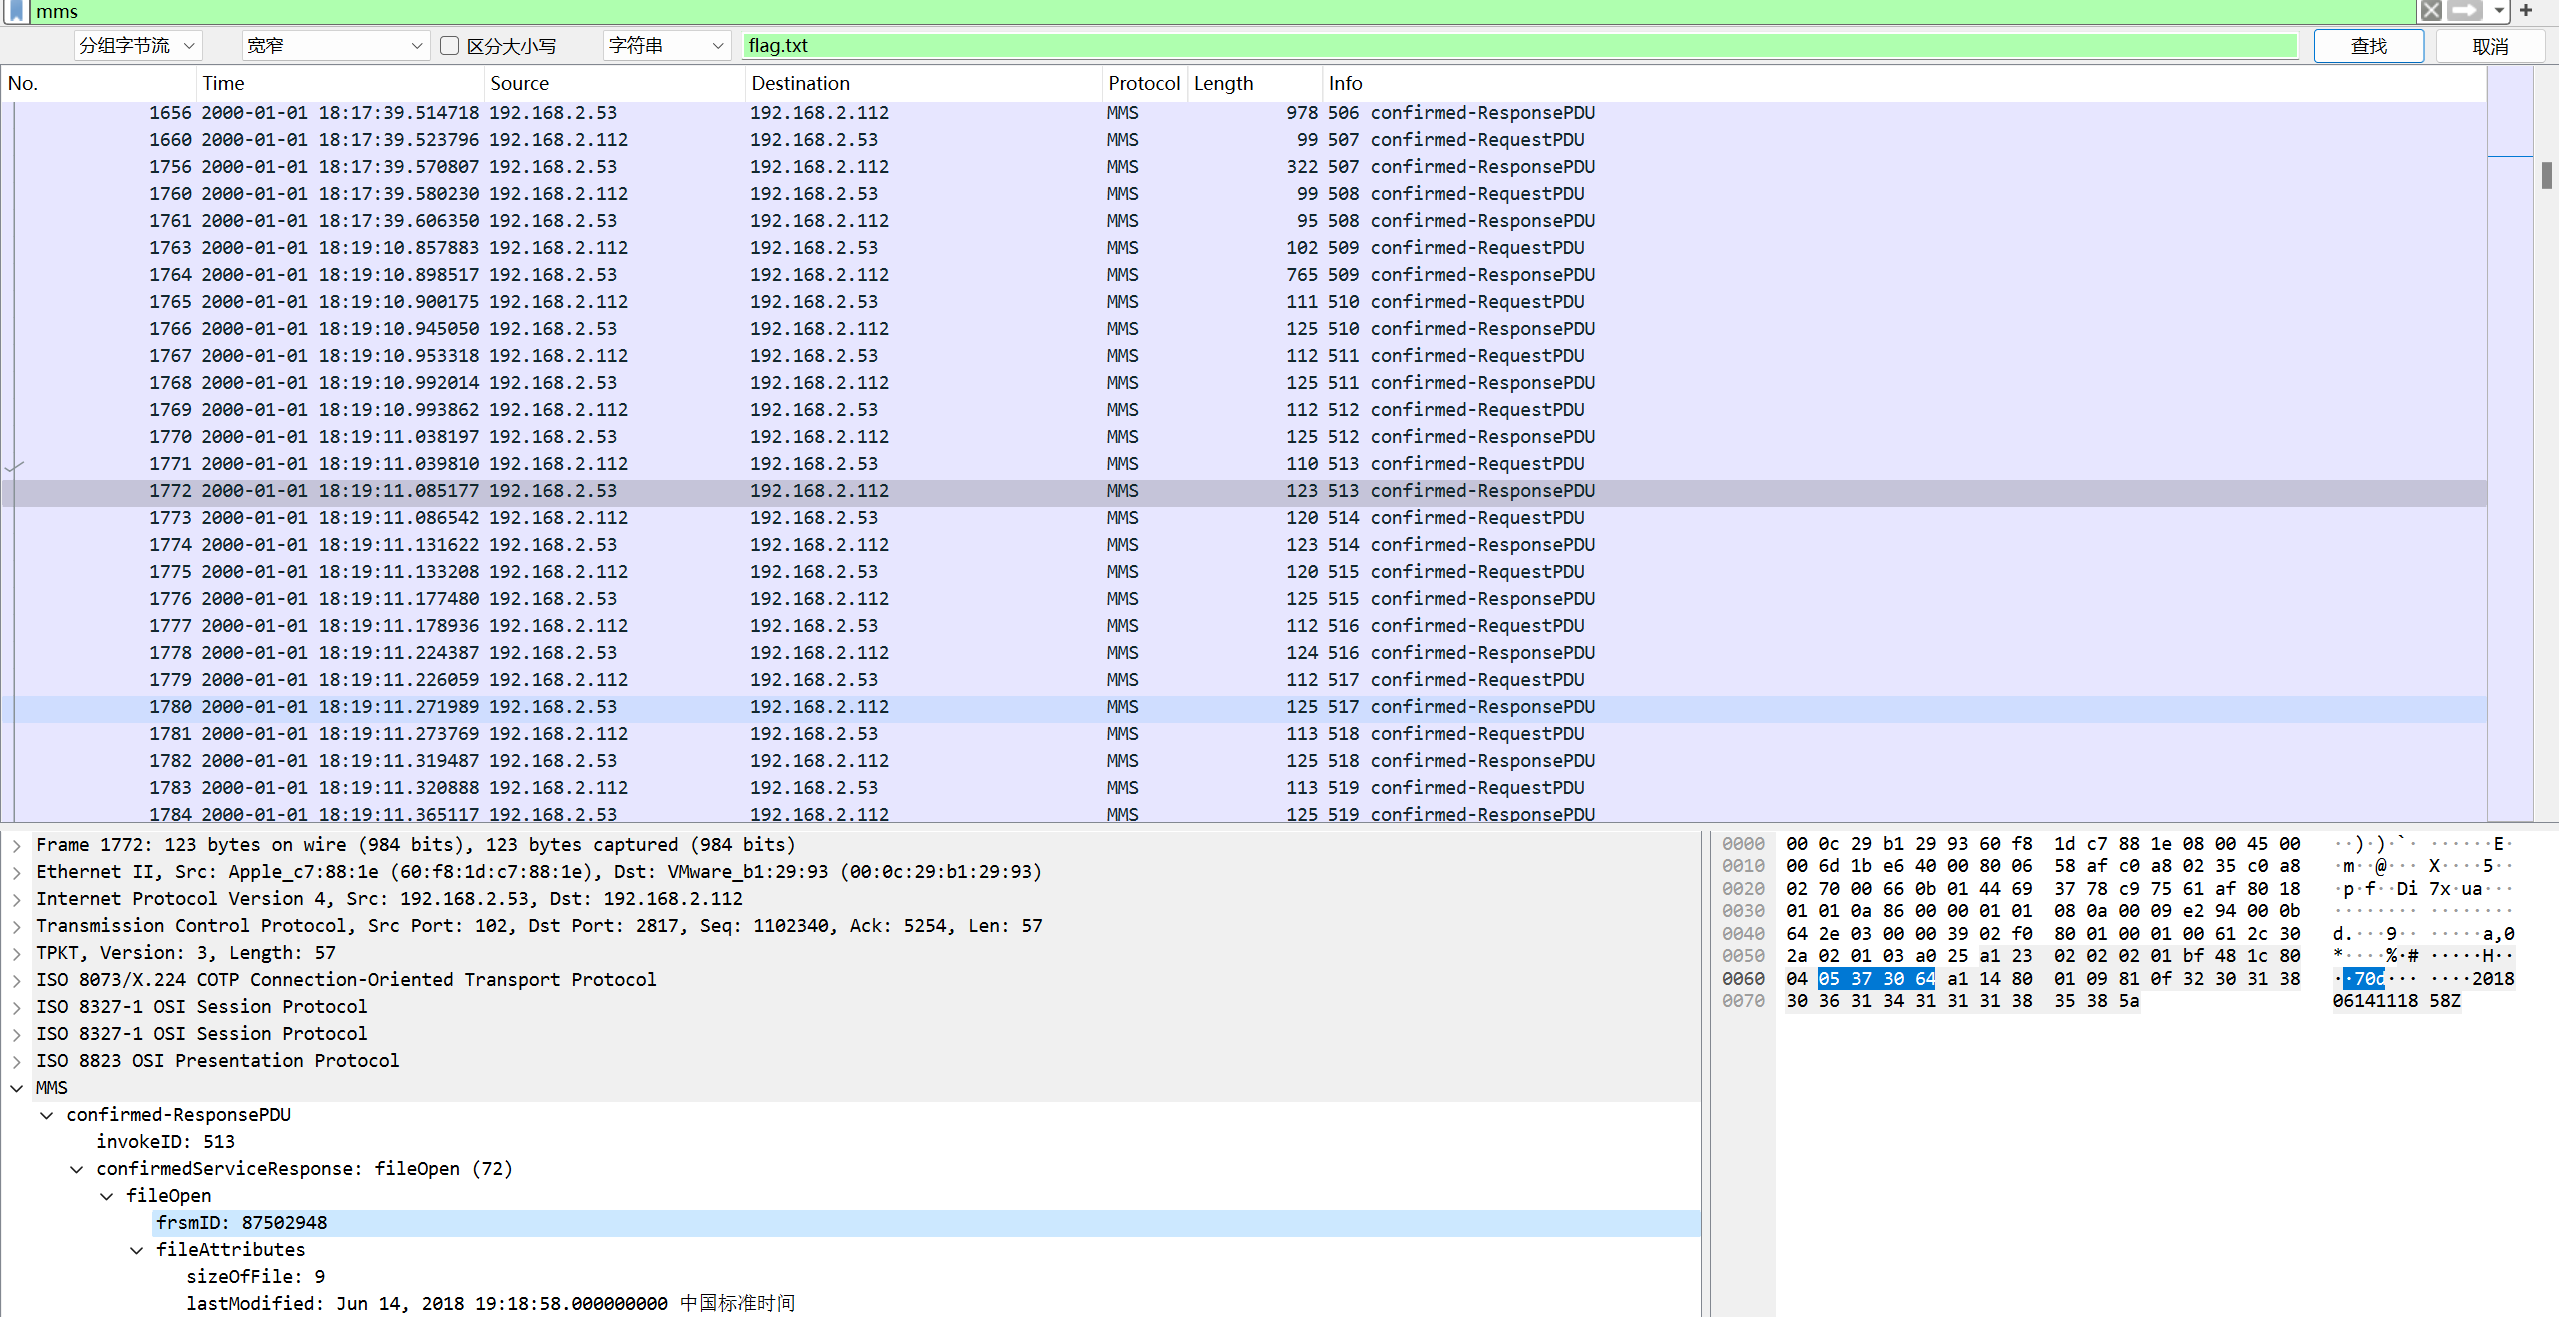 mms
分组字节流 宽窄 区分大小写 字符串 flag.txt 查找 取消
No. Time Source Destination Protocol Length Info
1656 2000-01-01 18:17:39.514718 192.168.2.53 192.168.2.112 MMS 978 506 confirmed-ResponsePDU
1660 2000-01-01 18:17:39.523796 192.168.2.112 192.168.2.53 MMS 99 507 confirmed-RequestPDU
1756 2000-01-01 18:17:39.570807 192.168.2.53 192.168.2.112 MMS 322 507 confirmed-ResponsePDU
1760 2000-01-01 18:17:39.580230 192.168.2.112 192.168.2.53 MMS 99 508 confirmed-RequestPDU
1761 2000-01-01 18:17:39.606350 192.168.2.53 192.168.2.112 MMS 95 508 confirmed-ResponsePDU
1763 2000-01-01 18:19:10.857883 192.168.2.112 192.168.2.53 MMS 102 509 confirmed-RequestPDU
1764 2000-01-01 18:19:10.898517 192.168.2.53 192.168.2.112 MMS 765 509 confirmed-ResponsePDU
1765 2000-01-01 18:19:10.900175 192.168.2.112 192.168.2.53 MMS 111 510 confirmed-RequestPDU
1766 2000-01-01 18:19:10.945050 192.168.2.53 192.168.2.112 MMS 125 510 confirmed-ResponsePDU
1767 2000-01-01 18:19:10.953318 192.168.2.112 192.168.2.53 MMS 112 511 confirmed-RequestPDU
1768 2000-01-01 18:19:10.992014 192.168.2.53 192.168.2.112 MMS 125 511 confirmed-ResponsePDU
1769 2000-01-01 18:19:10.993862 192.168.2.112 192.168.2.53 MMS 112 512 confirmed-RequestPDU
1770 2000-01-01 18:19:11.038197 192.168.2.53 192.168.2.112 MMS 125 512 confirmed-ResponsePDU
1771 2000-01-01 18:19:11.039810 192.168.2.112 192.168.2.53 MMS 110 513 confirmed-RequestPDU
1772 2000-01-01 18:19:11.085177 192.168.2.53 192.168.2.112 MMS 123 513 confirmed-ResponsePDU
1773 2000-01-01 18:19:11.086542 192.168.2.112 192.168.2.53 MMS 120 514 confirmed-RequestPDU
1774 2000-01-01 18:19:11.131622 192.168.2.53 192.168.2.112 MMS 123 514 confirmed-ResponsePDU
1775 2000-01-01 18:19:11.133208 192.168.2.112 192.168.2.53 MMS 120 515 confirmed-RequestPDU
1776 2000-01-01 18:19:11.177480 192.168.2.53 192.168.2.112 MMS 125 515 confirmed-ResponsePDU
1777 2000-01-01 18:19:11.178936 192.168.2.112 192.168.2.53 MMS 112 516 confirmed-RequestPDU
1778 2000-01-01 18:19:11.224387 192.168.2.53 192.168.2.112 MMS 124 516 confirmed-ResponsePDU
1779 2000-01-01 18:19:11.226059 192.168.2.112 192.168.2.53 MMS 112 517 confirmed-RequestPDU
1780 2000-01-01 18:19:11.271989 192.168.2.53 192.168.2.112 MMS 125 517 confirmed-ResponsePDU
1781 2000-01-01 18:19:11.273769 192.168.2.112 192.168.2.53 MMS 113 518 confirmed-RequestPDU
1782 2000-01-01 18:19:11.319487 192.168.2.53 192.168.2.112 MMS 125 518 confirmed-ResponsePDU
1783 2000-01-01 18:19:11.320888 192.168.2.112 192.168.2.53 MMS 113 519 confirmed-RequestPDU
1784 2000-01-01 18:19:11.365117 192.168.2.53 192.168.2.112 MMS 125 519 confirmed-ResponsePDU
Frame 1772: 123 bytes on wire (984 bits), 123 bytes captured (984 bits)
Ethernet II, Src: Apple_c7:88:1e (60:f8:1d:c7:88:1e), Dst: VMware_b1:29:93 (00:0c:29:b1:29:93)
Internet Protocol Version 4, Src: 192.168.2.53, Dst: 192.168.2.112
Transmission Control Protocol, Src Port: 102, Dst Port: 2817, Seq: 1102340, Ack: 5254, Len: 57
TPKT, Version: 3, Length: 57
ISO 8073/X.224 COTP Connection-Oriented Transport Protocol
ISO 8327-1 OSI Session Protocol
ISO 8327-1 OSI Session Protocol
ISO 8823 OSI Presentation Protocol
MMS
confirmed-ResponsePDU
invokeID: 513
confirmedServiceResponse: fileOpen (72)
fileOpen
frsmID: 87502948
fileAttributes
sizeOfFile: 9
lastModified: Jun 14, 2018 19:18:58.000000000 中国标准时间
0000 00 0c 29 b1 29 93 60 f8 1d c7 88 1e 08 00 45 00 ··)·)·`· ······E·
0010 00 6d 1b e6 40 00 80 06 58 af c0 a8 02 35 c0 a8 ·m··@··· X····5··
0020 02 70 00 66 0b 01 44 69 37 78 c9 75 61 af 80 18 ·p·f··Di 7x·ua···
0030 01 01 0a 86 00 00 01 01 08 0a 00 09 e2 94 00 0b ········ ········
0040 64 2e 03 00 00 39 02 f0 80 01 00 01 00 61 2c 30 d.···9·· ·····a,0
0050 2a 02 01 03 a0 25 a1 23 02 02 02 01 bf 48 1c 80 *····%·# ·····H··
0060 04 05 37 30 64 a1 14 80 01 09 81 0f 32 30 31 38 ··70d··· ····2018
0070 30 36 31 34 31 31 31 38 35 38 5a 06141118 58Z